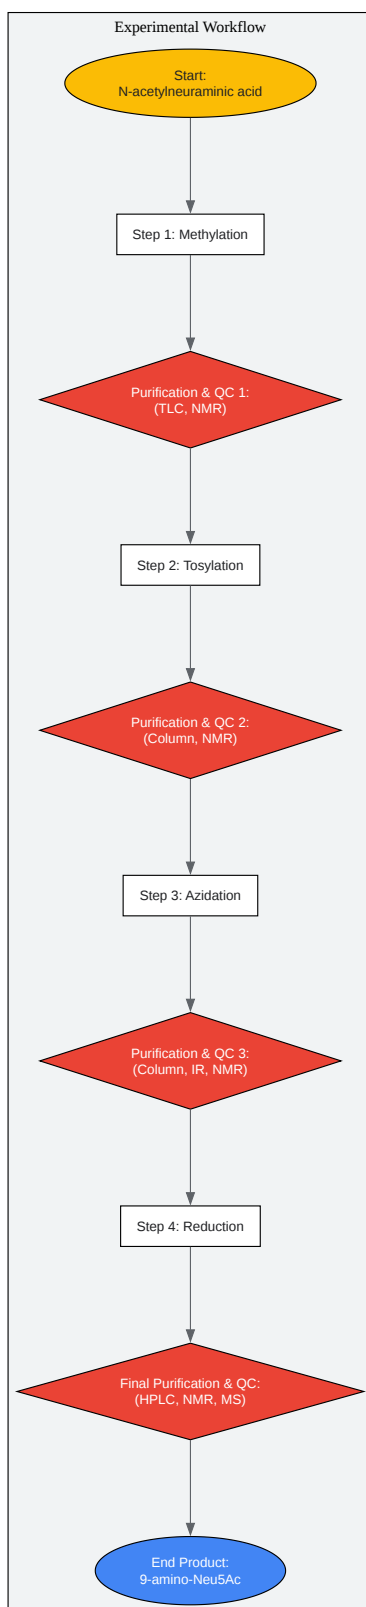 Experimental Workflow
Start:
N-acetylneuraminic acid
Step 1: Methylation
Purification & QC 1:
(TLC, NMR)
Step 2: Tosylation
Purification & QC 2:
(Column, NMR)
Step 3: Azidation
Purification & QC 3:
(Column, IR, NMR)
Step 4: Reduction
Final Purification & QC:
(HPLC, NMR, MS)
End Product:
9-amino-Neu5Ac